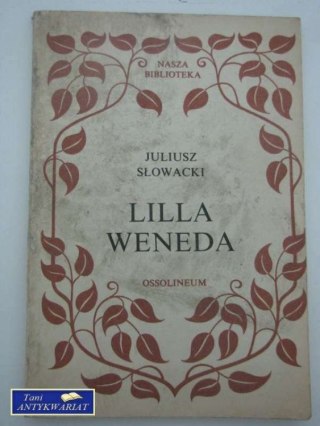 NASZA
BIBLIOTEKA
JULIUSZ
SŁOWACKI
LILLA
WENEDA
OSSOLINEUM
Tani
ANTYKWARIAT